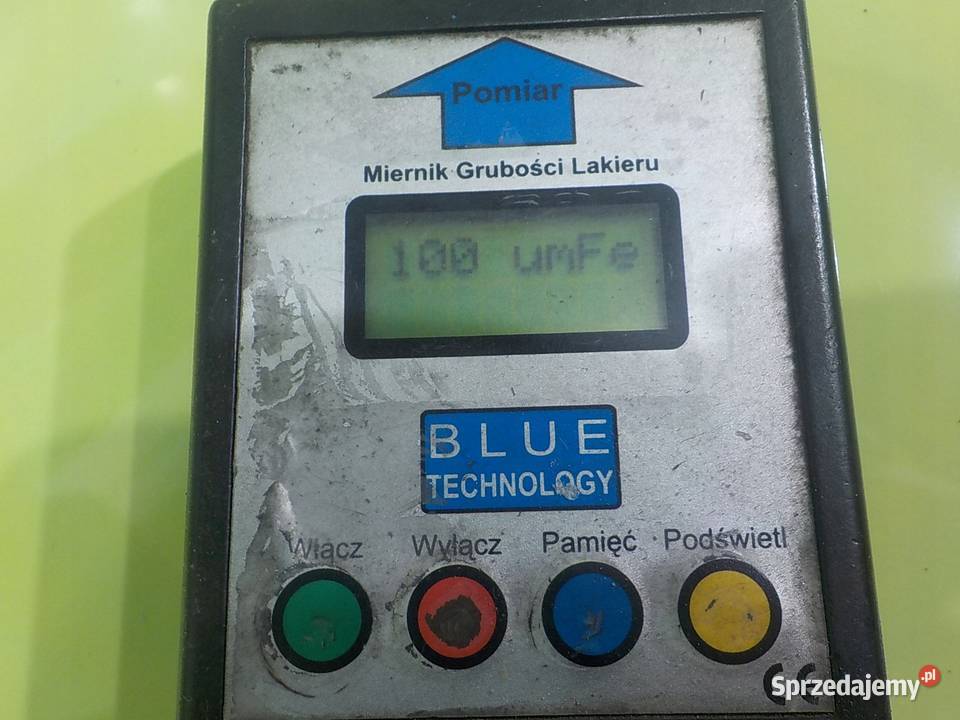 Pomiar
Miernik Grubości Lakieru
100 umFe
BLUE
TECHNOLOGY
Włącz Wyłącz Pamięć Podświetl
CE
Sprzedajemy.pl